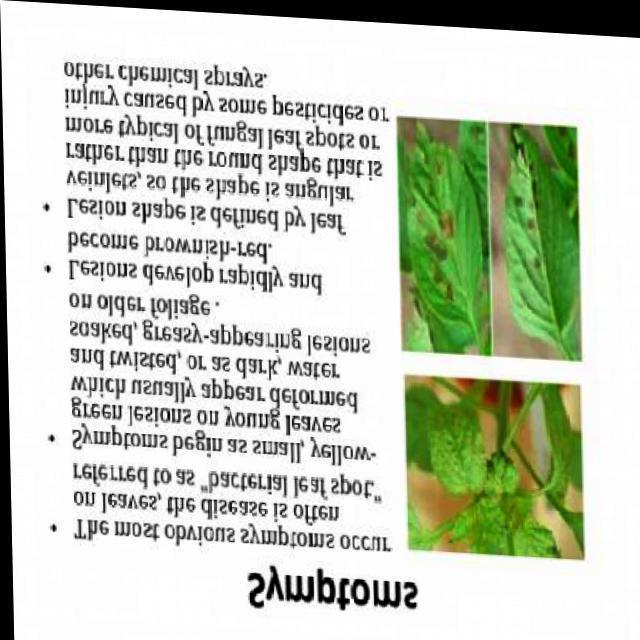 Symptoms
• The most obvious symptoms occur
on leaves, the disease is often
referred to as "bacterial leaf spot."
• Symptoms begin as small, yellow-
green lesions on young leaves
which usually appear deformed
and twisted, or as dark, water
soaked, greasy-appearing lesions
on older foliage .
• Lesions develop rapidly and
become brownish-red.
• Lesion shape is defined by leaf
veinlets, so the shape is angular
rather than the round shape that is
more typical of fungal leaf spots or
injury caused by some pesticides or
other chemical sprays.